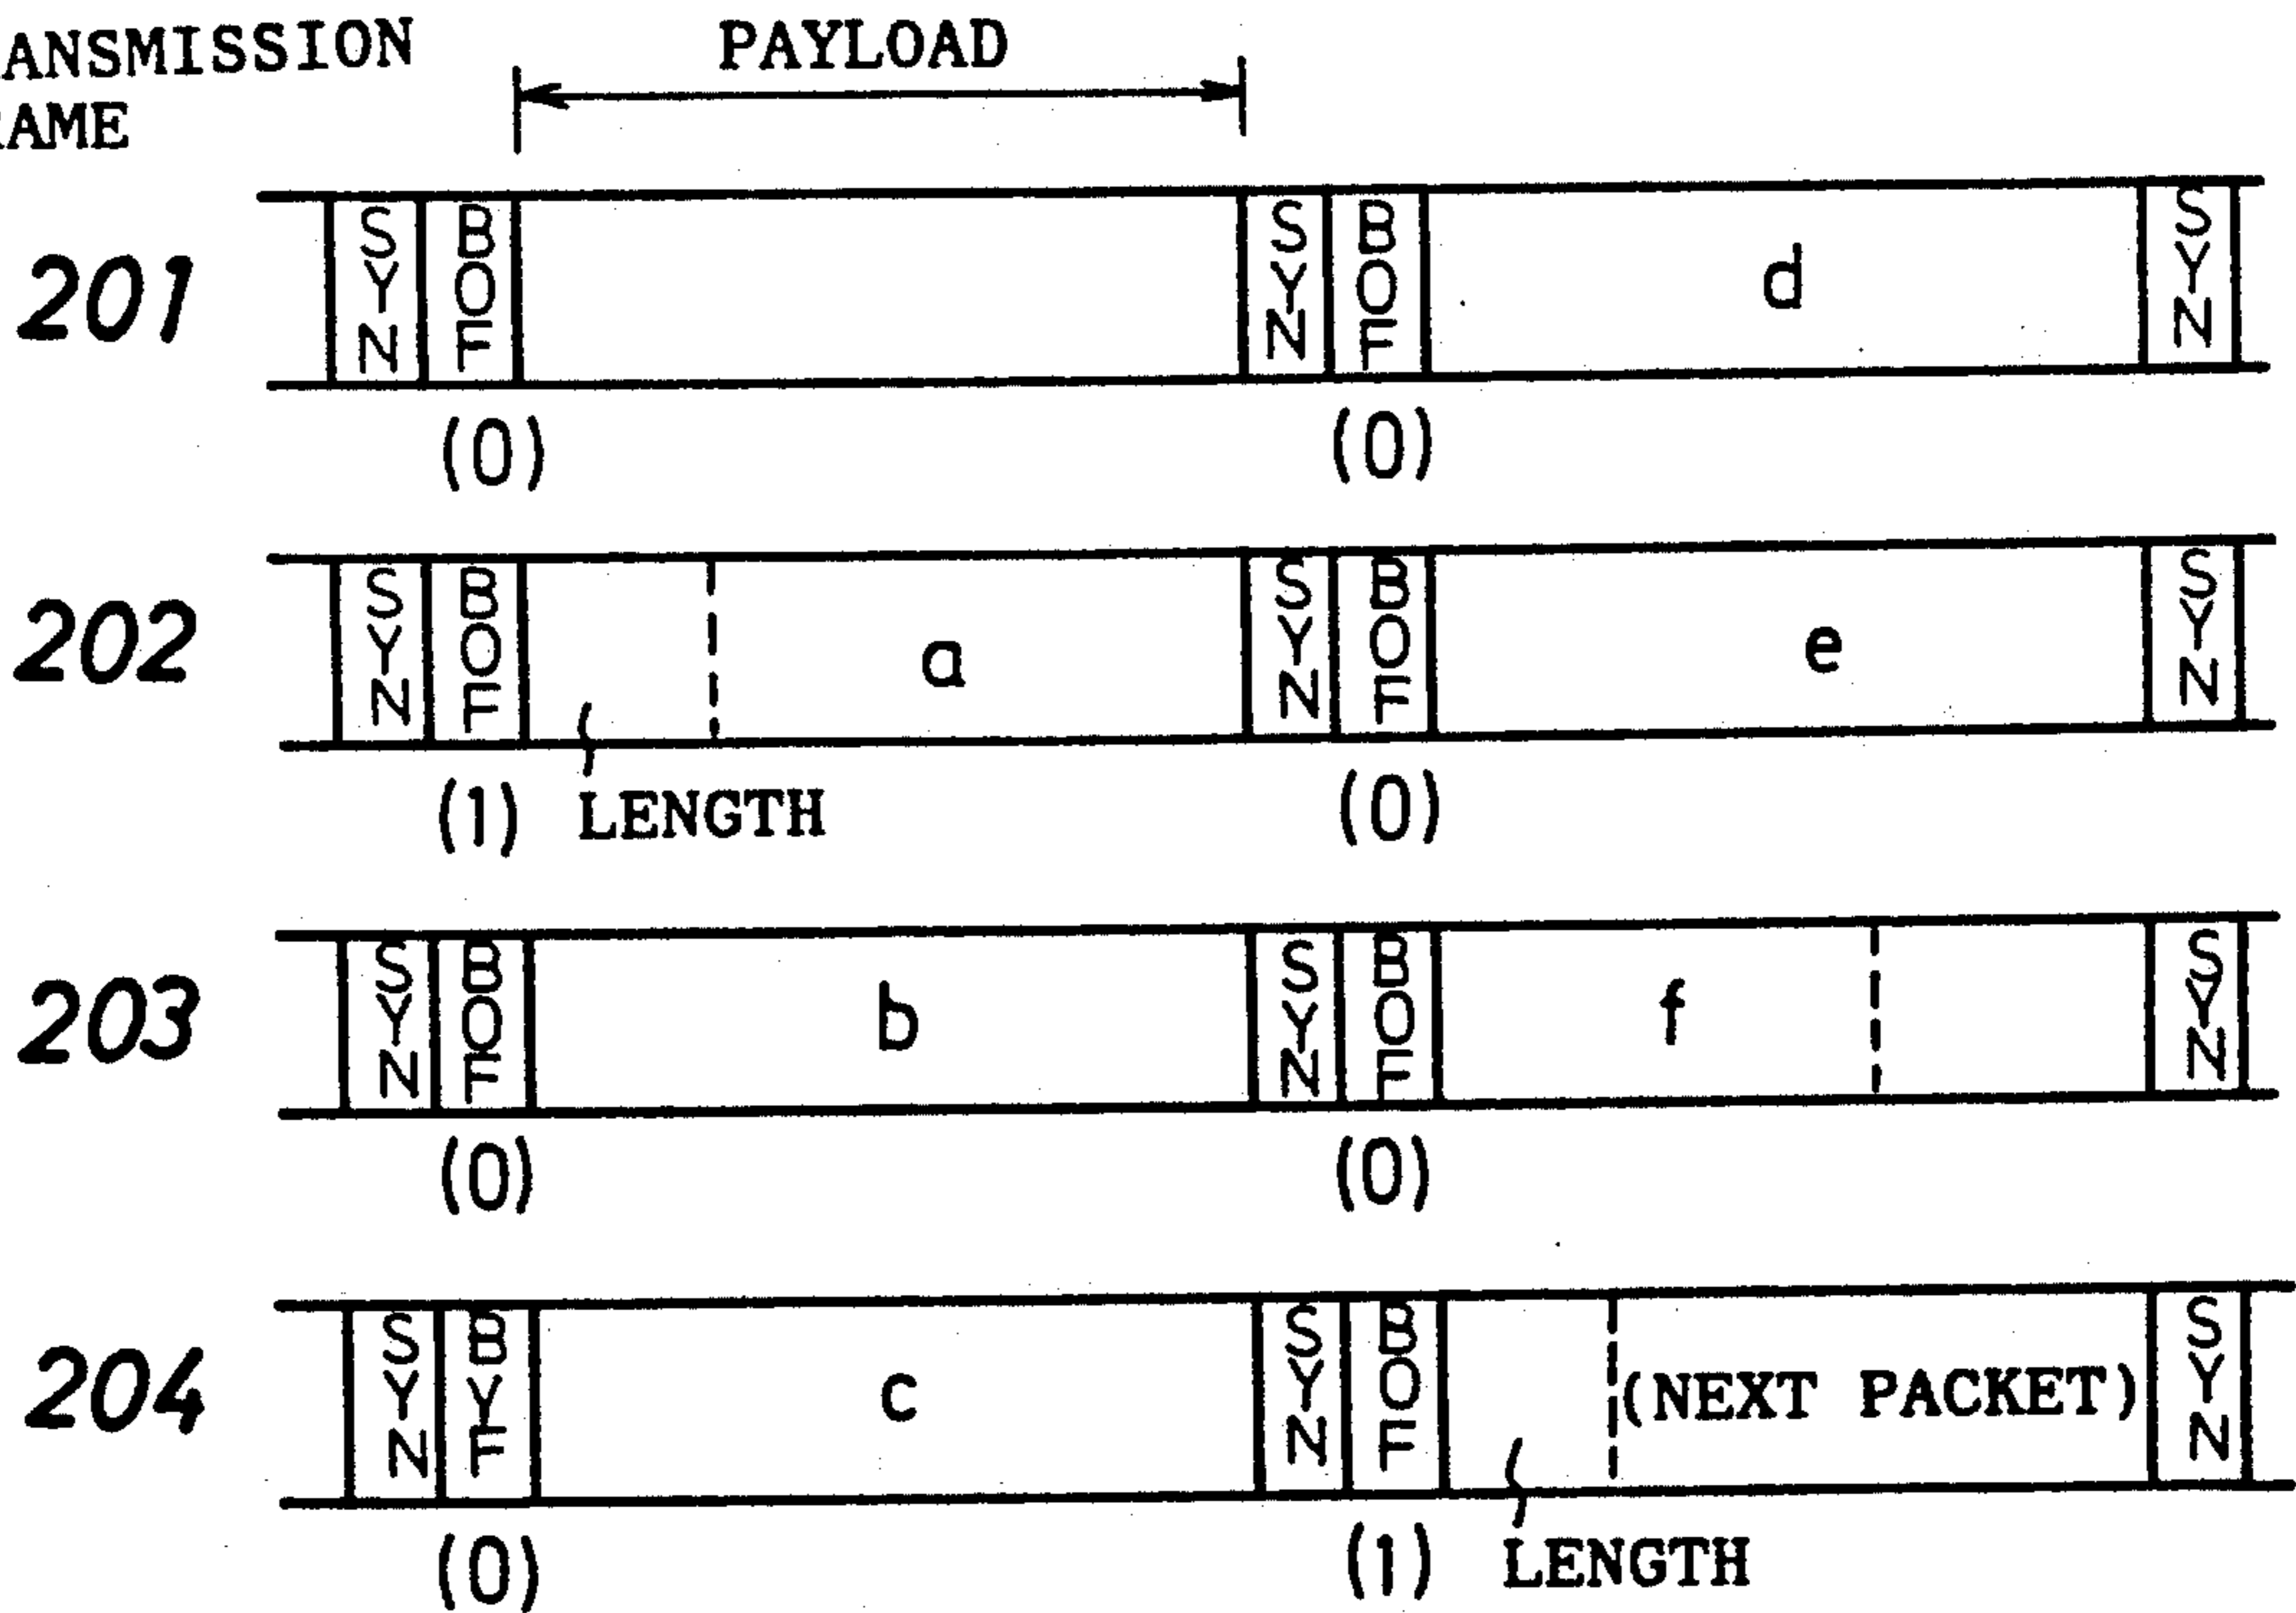 ANSMISSION PAYLOAD
RAME
201 SYN BOF SYN BOF d SYN
(0) (0)
202 SYN BOF a SYN BOF e SYN
(1) LENGTH (0)
203 SYN BOF b SYN BOF f SYN
(0) (0)
204 SYN BYF c SYN BOF (NEXT PACKET) SYN
(0) (1) LENGTH